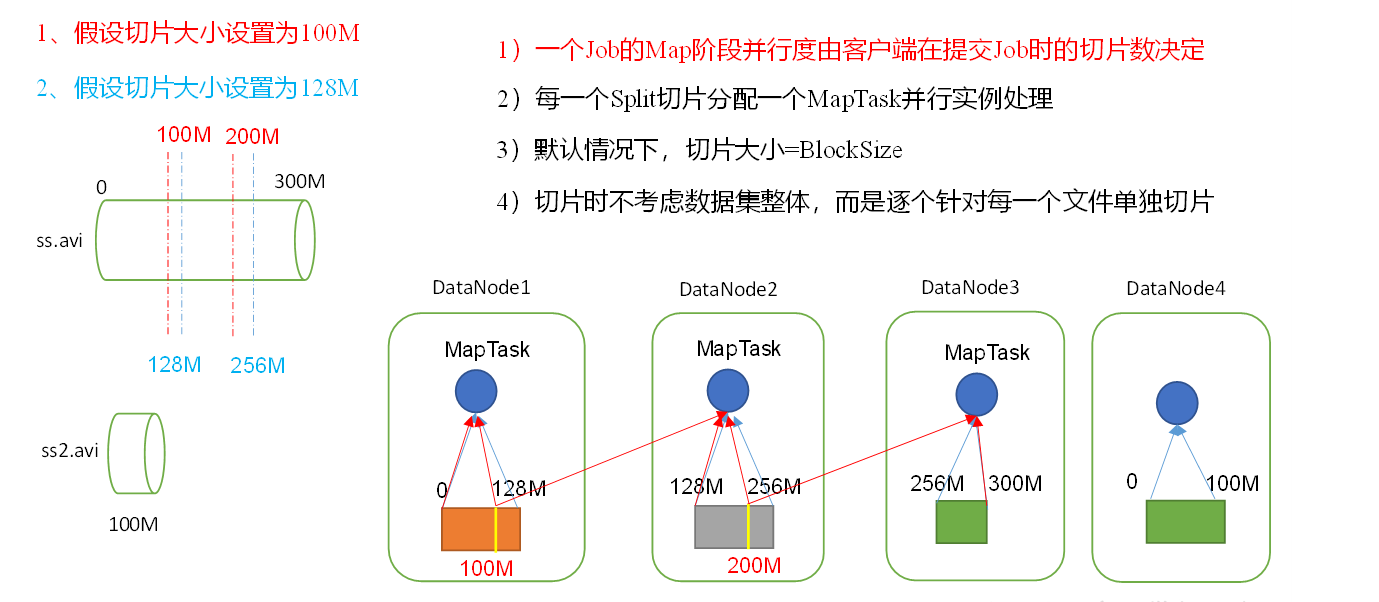 1、假设切片大小设置为100M
2、假设切片大小设置为128M
100M 200M
0 300M
ss.avi
128M 256M
ss2.avi
100M
1）一个Job的Map阶段并行度由客户端在提交Job时的切片数决定
2）每一个Split切片分配一个MapTask并行实例处理
3）默认情况下，切片大小=BlockSize
4）切片时不考虑数据集整体，而是逐个针对每一个文件单独切片
DataNode1
MapTask
0 128M
100M
DataNode2
MapTask
128M 256M
200M
DataNode3
MapTask
256M 300M
DataNode4
0 100M